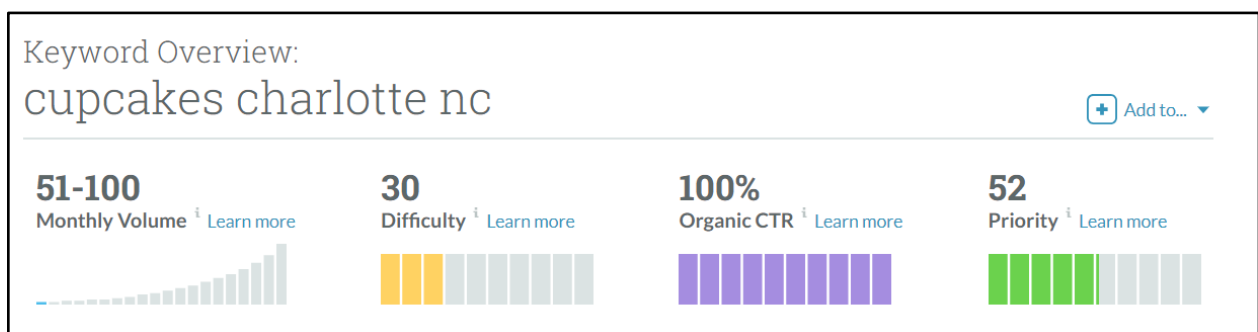 Keyword Overview:
cupcakes charlotte nc
+ Add to...
51-100
Monthly Volume i Learn more
30
Difficulty i Learn more
100%
Organic CTR i Learn more
52
Priority i Learn more